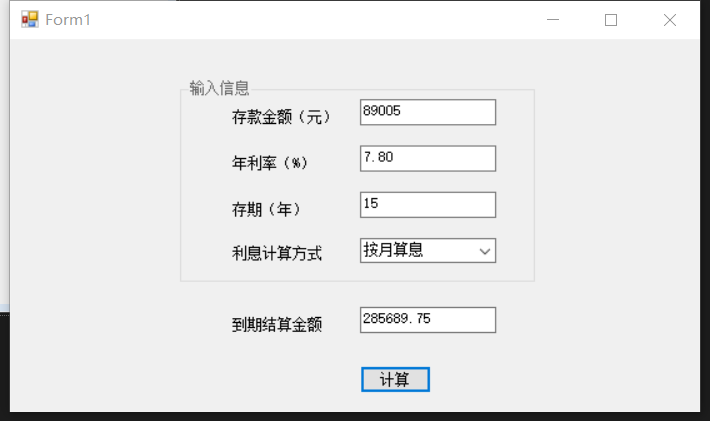 Form1
输入信息
存款金额（元） 89005
年利率（%） 7.80
存期（年） 15
利息计算方式 按月算息
到期结算金额 285689.75
计算